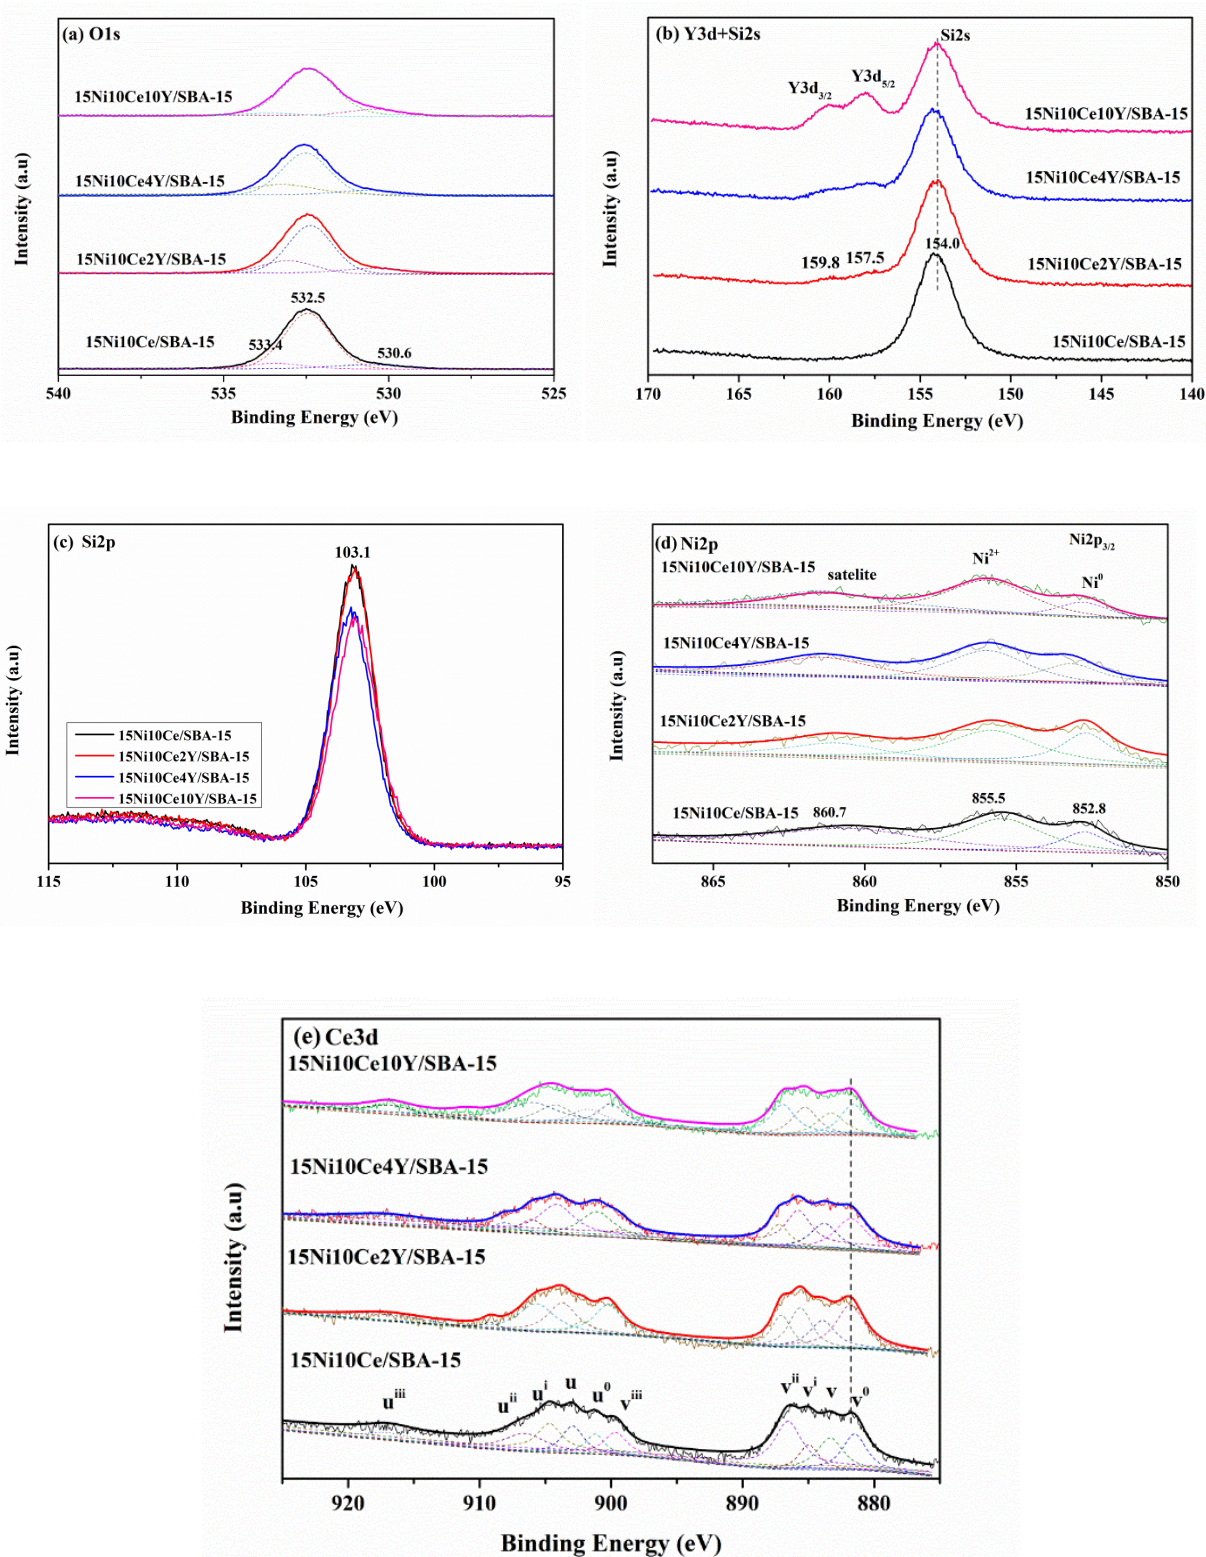 (a) O1s
15Ni10Ce10Y/SBA-15
15Ni10Ce4Y/SBA-15
15Ni10Ce2Y/SBA-15
532.5
15Ni10Ce/SBA-15
533.4
530.6
540 535 530 525
Binding Energy (eV)
Intensity (a.u)
(b) Y3d+Si2s
Si2s
Y3d5/2
Y3d3/2
15Ni10Ce10Y/SBA-15
15Ni10Ce4Y/SBA-15
159.8 157.5 154.0
15Ni10Ce2Y/SBA-15
15Ni10Ce/SBA-15
170 165 160 155 150 145 140
Binding Energy (eV)
Intensity (a.u)
(c) Si2p
103.1
15Ni10Ce/SBA-15
15Ni10Ce2Y/SBA-15
15Ni10Ce4Y/SBA-15
15Ni10Ce10Y/SBA-15
115 110 105 100 95
Binding Energy (eV)
Intensity (a.u)
(d) Ni2p
Ni2p3/2
Ni2+
15Ni10Ce10Y/SBA-15
satelite
Ni0
15Ni10Ce4Y/SBA-15
15Ni10Ce2Y/SBA-15
15Ni10Ce/SBA-15
860.7
855.5
852.8
865 860 855 850
Binding Energy (eV)
Intensity (a.u)
(e) Ce3d
15Ni10Ce10Y/SBA-15
15Ni10Ce4Y/SBA-15
15Ni10Ce2Y/SBA-15
15Ni10Ce/SBA-15
uiii uii ui u u0 viii vii vi v v0
920 910 900 890 880
Binding Energy (eV)
Intensity (a.u)